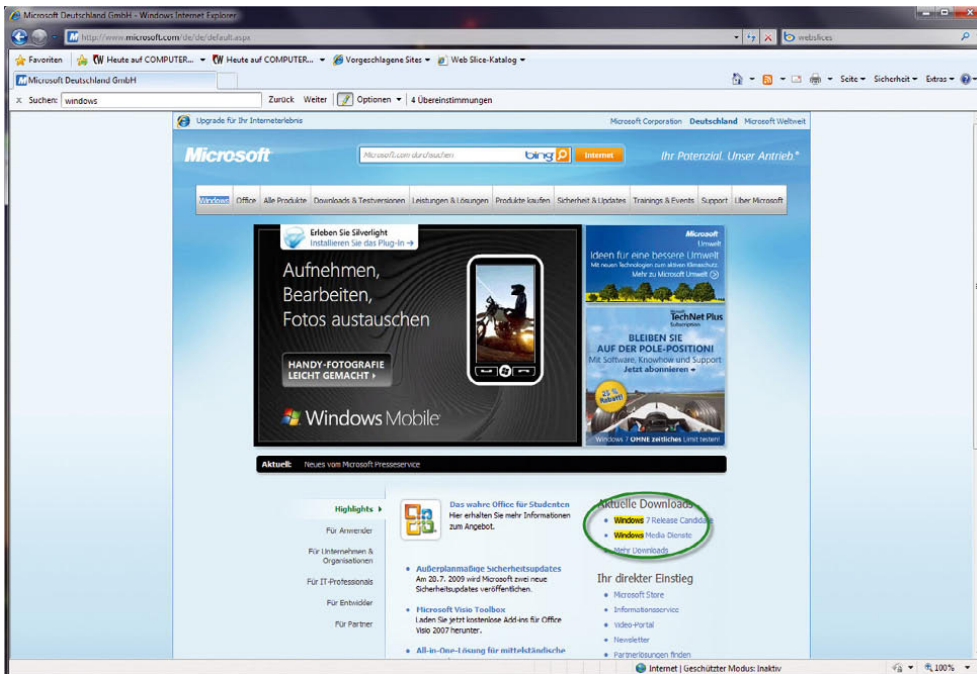 Microsoft Deutschland GmbH - Windows Internet Explorer
http://www.microsoft.com/de/de/default.aspx
webslices
Favoriten
Heute auf COMPUTER...
Heute auf COMPUTER...
Vorgeschlagene Sites
Web Slice-Katalog
Microsoft Deutschland GmbH
Seite
Sicherheit
Extras
x Suchen: windows
Zurück
Weiter
Optionen
4 Übereinstimmungen
Upgrade für Ihr Interneterlebnis
Microsoft Corporation
Deutschland
Microsoft Weltweit
Microsoft
Microsoft.com durchsuchen
bing
Internet
Ihr Potenzial. Unser Antrieb.™
Windows
Office
Alle Produkte
Downloads & Testversionen
Leistungen & Lösungen
Produkte kaufen
Sicherheit & Updates
Trainings & Events
Support
Über Microsoft
Erleben Sie Silverlight
Installieren Sie das Plug-In →
Aufnehmen,
Bearbeiten,
Fotos austauschen
HANDY-FOTOGRAFIE
LEICHT GEMACHT
Windows Mobile
Microsoft
Umwelt
Ideen für eine bessere Umwelt
Mit neuen Technologien zum aktiven Klimaschutz
Mehr zu Microsoft Umwelt
Microsoft
TechNet Plus
Subscription
BLEIBEN SIE
AUF DER POLE-POSITION!
Mit Software, Knowhow und Support
Jetzt abonnieren
25 %
Rabatt!
Windows 7 OHNE zeitliches Limit testen!
Aktuell: Neues vom Microsoft Presseservice
Highlights
Für Anwender
Für Unternehmen &
Organisationen
Für IT-Professionals
Für Entwickler
Für Partner
Das wahre Office für Studenten
Hier erhalten Sie mehr Informationen
zum Angebot.
• Außerplanmäßige Sicherheitsupdates
Am 28.7. 2009 wird Microsoft zwei neue
Sicherheitsupdates veröffentlichen.
• Microsoft Visio Toolbox
Laden Sie jetzt kostenlose Add-ins für Office
Visio 2007 herunter.
• All-in-One-Lösung für mittelständische
Aktuelle Downloads
• Windows 7 Release Candidate
• Windows Media Dienste
• Mehr Downloads
Ihr direkter Einstieg
• Microsoft Store
• Informationsservice
• Video-Portal
• Newsletter
• Partnerlösungen finden
Internet | Geschützter Modus: Inaktiv
100%